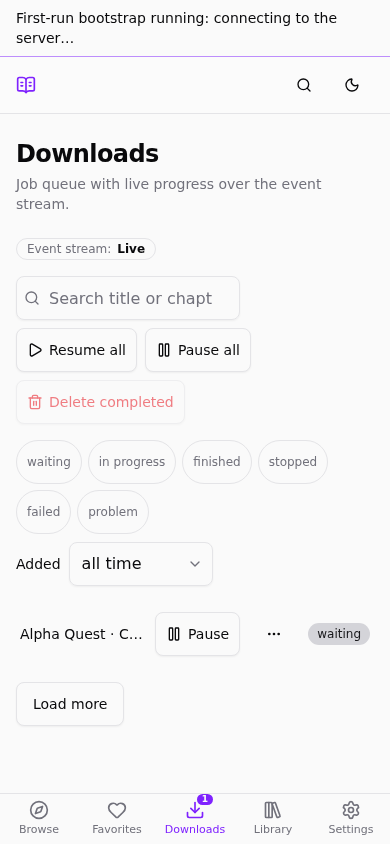 First-run bootstrap running: connecting to the
server…
Downloads
Job queue with live progress over the event
stream.
Event stream: Live
Search title or chapt
Resume all
Pause all
Delete completed
waiting
in progress
finished
stopped
failed
problem
Added
all time
Alpha Quest · C…
Pause
waiting
Load more
1
Browse
Favorites
Downloads
Library
Settings